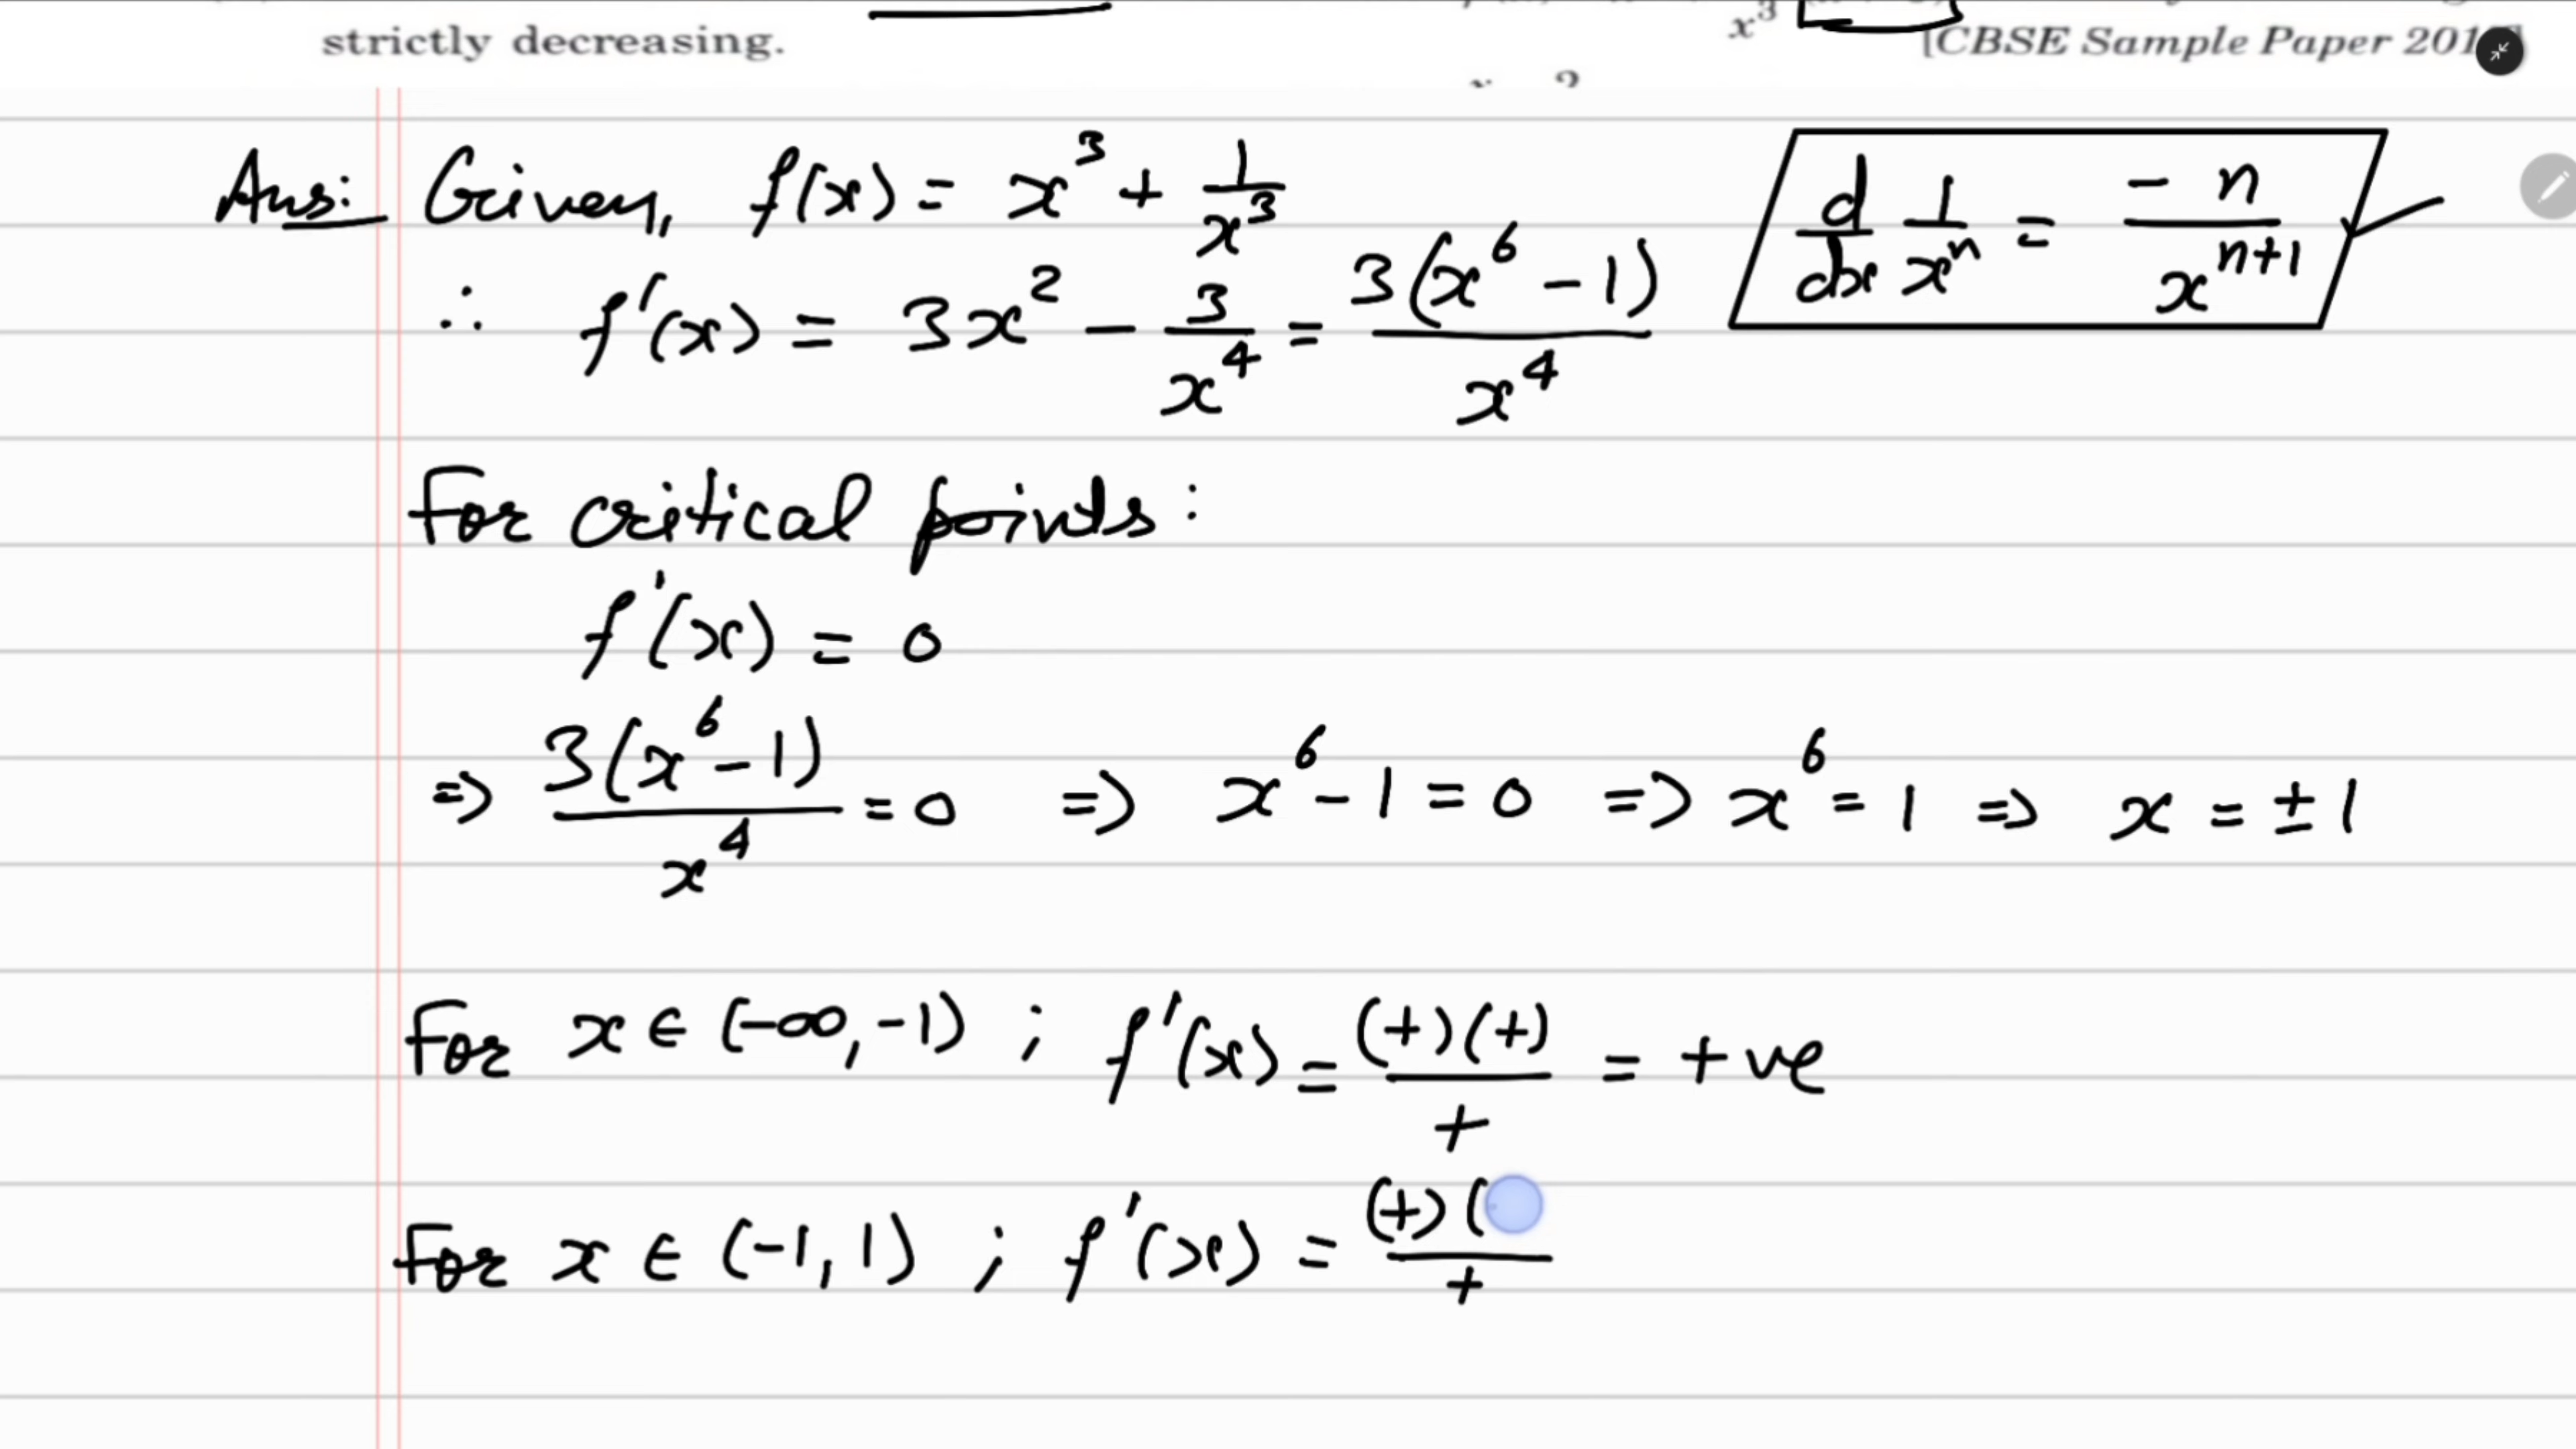 strictly decreasing.
x³
[CBSE Sample Paper 201
Ans: Given, f(x) = x³ + 1/x³
d/dx 1/xⁿ = -n/xⁿ⁺¹ ✓
∴ f'(x) = 3x² - 3/x⁴ = 3(x⁶ - 1)/x⁴
For critical points :
f'(x) = 0
⇒ 3(x⁶ - 1)/x⁴ = 0 ⇒ x⁶ - 1 = 0 ⇒ x⁶ = 1 ⇒ x = ± 1
For x ∈ (-∞, -1) ; f'(x) = (+)(+)/+ = +ve
For x ∈ (-1, 1) ; f'(x) = (+)(/+